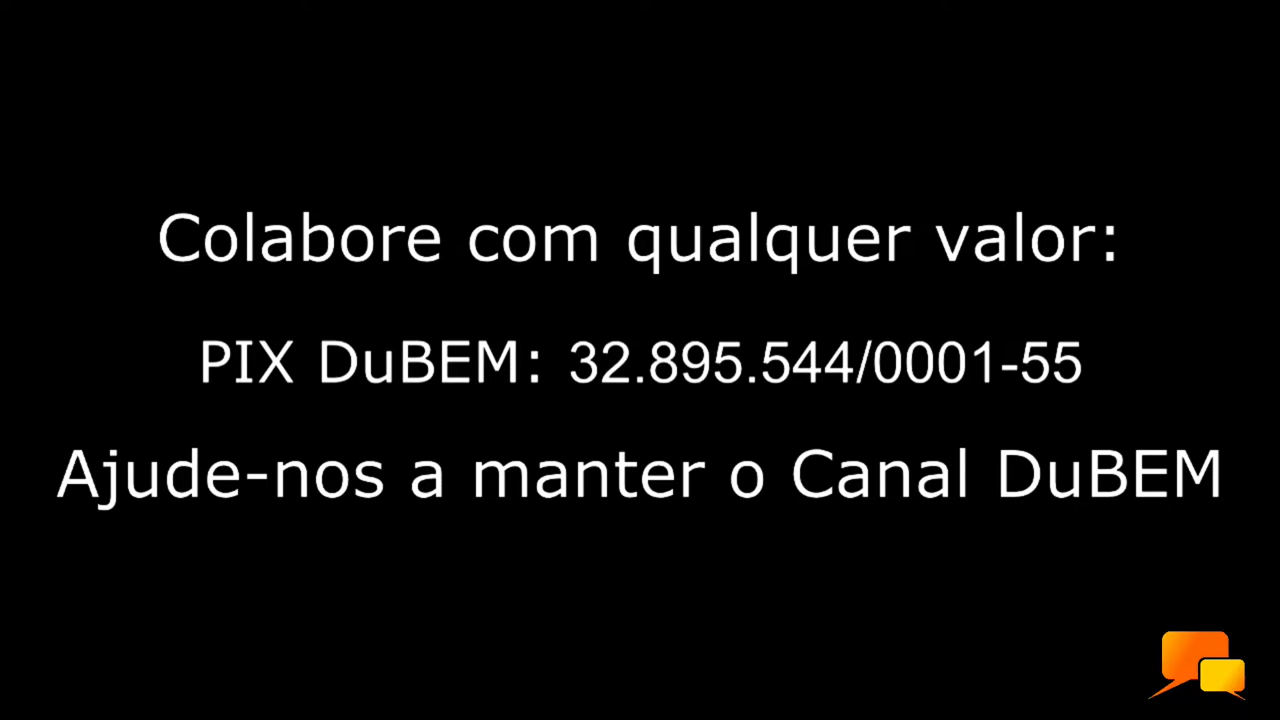 Colabore com qualquer valor:
PIX DuBEM: 32.895.544/0001-55
Ajude-nos a manter o Canal DuBEM